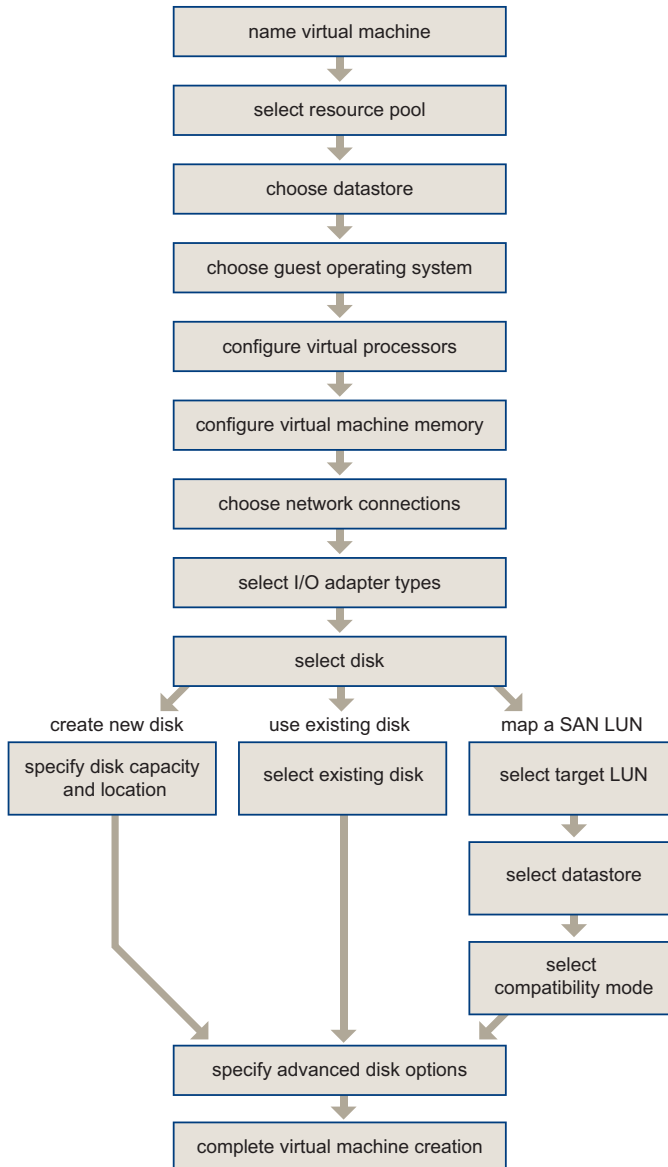 name virtual machine
select resource pool
choose datastore
choose guest operating system
configure virtual processors
configure virtual machine memory
choose network connections
select I/O adapter types
select disk
create new disk
use existing disk
map a SAN LUN
specify disk capacity
and location
select existing disk
select target LUN
select datastore
select
compatibility mode
specify advanced disk options
complete virtual machine creation